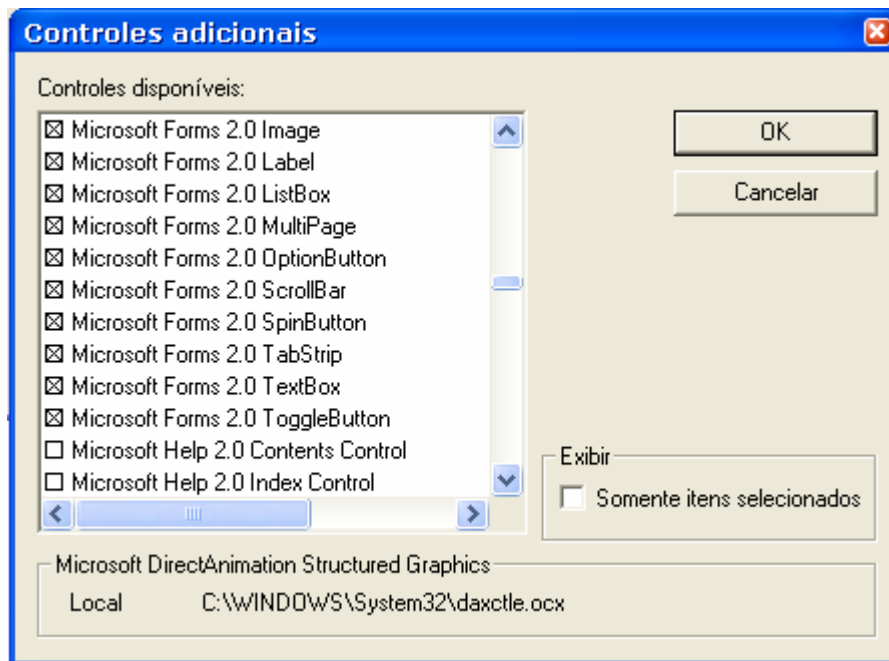 Controles adicionais
Controles disponíveis:
Microsoft Forms 2.0 Image
Microsoft Forms 2.0 Label
Microsoft Forms 2.0 ListBox
Microsoft Forms 2.0 MultiPage
Microsoft Forms 2.0 OptionButton
Microsoft Forms 2.0 ScrollBar
Microsoft Forms 2.0 SpinButton
Microsoft Forms 2.0 TabStrip
Microsoft Forms 2.0 TextBox
Microsoft Forms 2.0 ToggleButton
Microsoft Help 2.0 Contents Control
Microsoft Help 2.0 Index Control
OK
Cancelar
Exibir
Somente itens selecionados
Microsoft DirectAnimation Structured Graphics
Local C:\WINDOWS\System32\daxctle.ocx